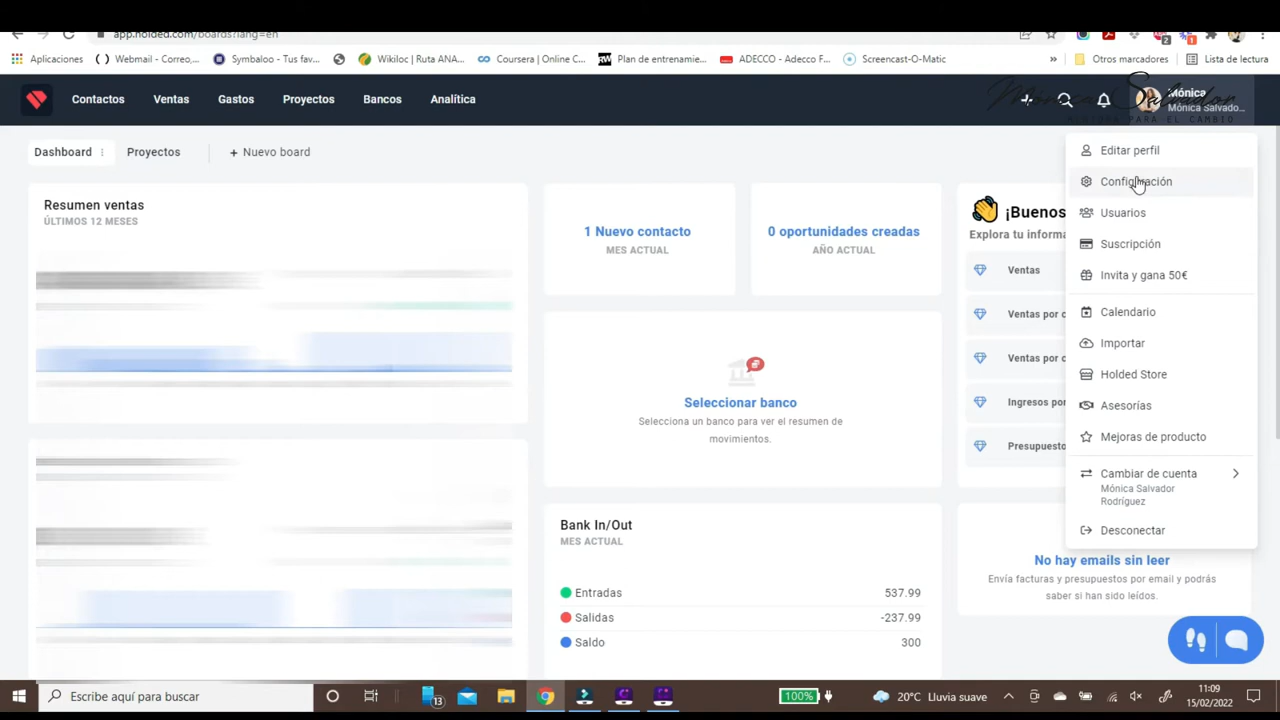 app.holded.com/boards?lang=en
Aplicaciones
Webmail - Correo,...
Symbaloo - Tus fav...
Wikiloc | Ruta ANA...
Coursera | Online C...
RW Plan de entrenamie...
ADECCO - Adecco F...
Screencast-O-Matic
»
Otros marcadores
Lista de lectura
Contactos
Ventas
Gastos
Proyectos
Bancos
Analítica
Mónica
Mónica Salvado...
Mónica Salvador
Dashboard
Proyectos
+ Nuevo board
Editar perfil
Configuración
Usuarios
Suscripción
Invita y gana 50€
Calendario
Importar
Holded Store
Asesorías
Mejoras de producto
Cambiar de cuenta
Mónica Salvador
Rodríguez
Desconectar
Resumen ventas
ÚLTIMOS 12 MESES
1 Nuevo contacto
MES ACTUAL
0 oportunidades creadas
AÑO ACTUAL
¡Buenos
Explora tu informa
Ventas
Ventas por c
Ventas por c
Ingresos por
Presupuesto
Seleccionar banco
Selecciona un banco para ver el resumen de
movimientos.
Bank In/Out
MES ACTUAL
Entradas 537.99
Salidas -237.99
Saldo 300
No hay emails sin leer
Envía facturas y presupuestos por email y podrás
saber si han sido leídos.
Escribe aquí para buscar
13
100%
20°C Lluvia suave
11:09
15/02/2022